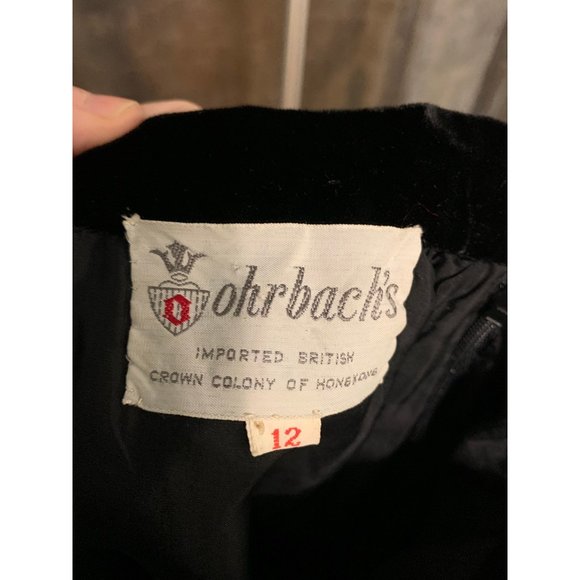 O ohrbach's
IMPORTED BRITISH
CROWN COLONY OF HONGKONG
12